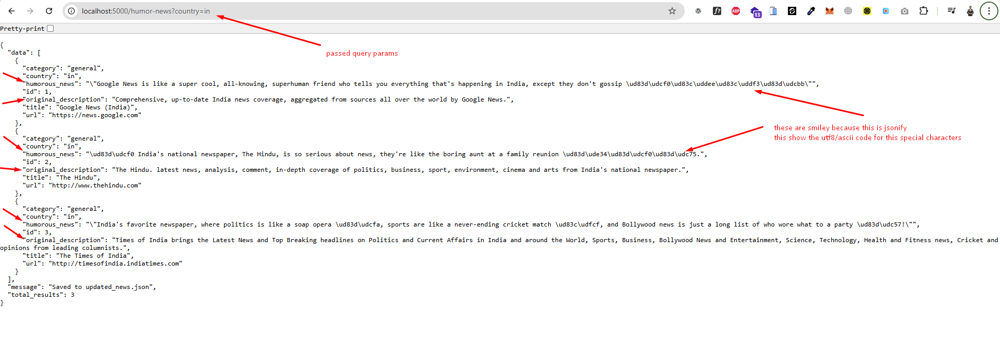 localhost:5000/humor-news?country=in
f?
ABP
13
Pretty-print
passed query params
{
"data": [
{
"category": "general",
"country": "in",
"humorous_news": "\"Google News is like a super cool, all-knowing, superhuman friend who tells you everything that's happening in India, except they don't gossip \ud83d\udcf0\ud83c\uddee\ud83c\uddf3\ud83d\udcbb\"",
"id": 1,
"original_description": "Comprehensive, up-to-date India news coverage, aggregated from sources all over the world by Google News.",
"title": "Google News (India)",
"url": "https://news.google.com"
},
these are smiley because this is jsonify
this show the utf8/ascii code for this special characters
{
"category": "general",
"country": "in",
"humorous_news": "\ud83d\udcf0 India's national newspaper, The Hindu, is so serious about news, they're like the boring aunt at a family reunion \ud83d\ude34\ud83d\udcf0\ud83d\udc75.",
"id": 2,
"original_description": "The Hindu. latest news, analysis, comment, in-depth coverage of politics, business, sport, environment, cinema and arts from India's national newspaper.",
"title": "The Hindu",
"url": "http://www.thehindu.com"
},
{
"category": "general",
"country": "in",
"humorous_news": "\"India's favorite newspaper, where politics is like a soap opera \ud83d\udcfa, sports are like a never-ending cricket match \ud83c\udfcf, and Bollywood news is just a long list of who wore what to a party \ud83d\udc57!\"",
"id": 3,
"original_description": "Times of India brings the Latest News and Top Breaking headlines on Politics and Current Affairs in India and around the World, Sports, Business, Bollywood News and Entertainment, Science, Technology, Health and Fitness news, Cricket and
opinions from leading columnists.",
"title": "The Times of India",
"url": "http://timesofindia.indiatimes.com"
}
],
"message": "Saved to updated_news.json",
"total_results": 3
}